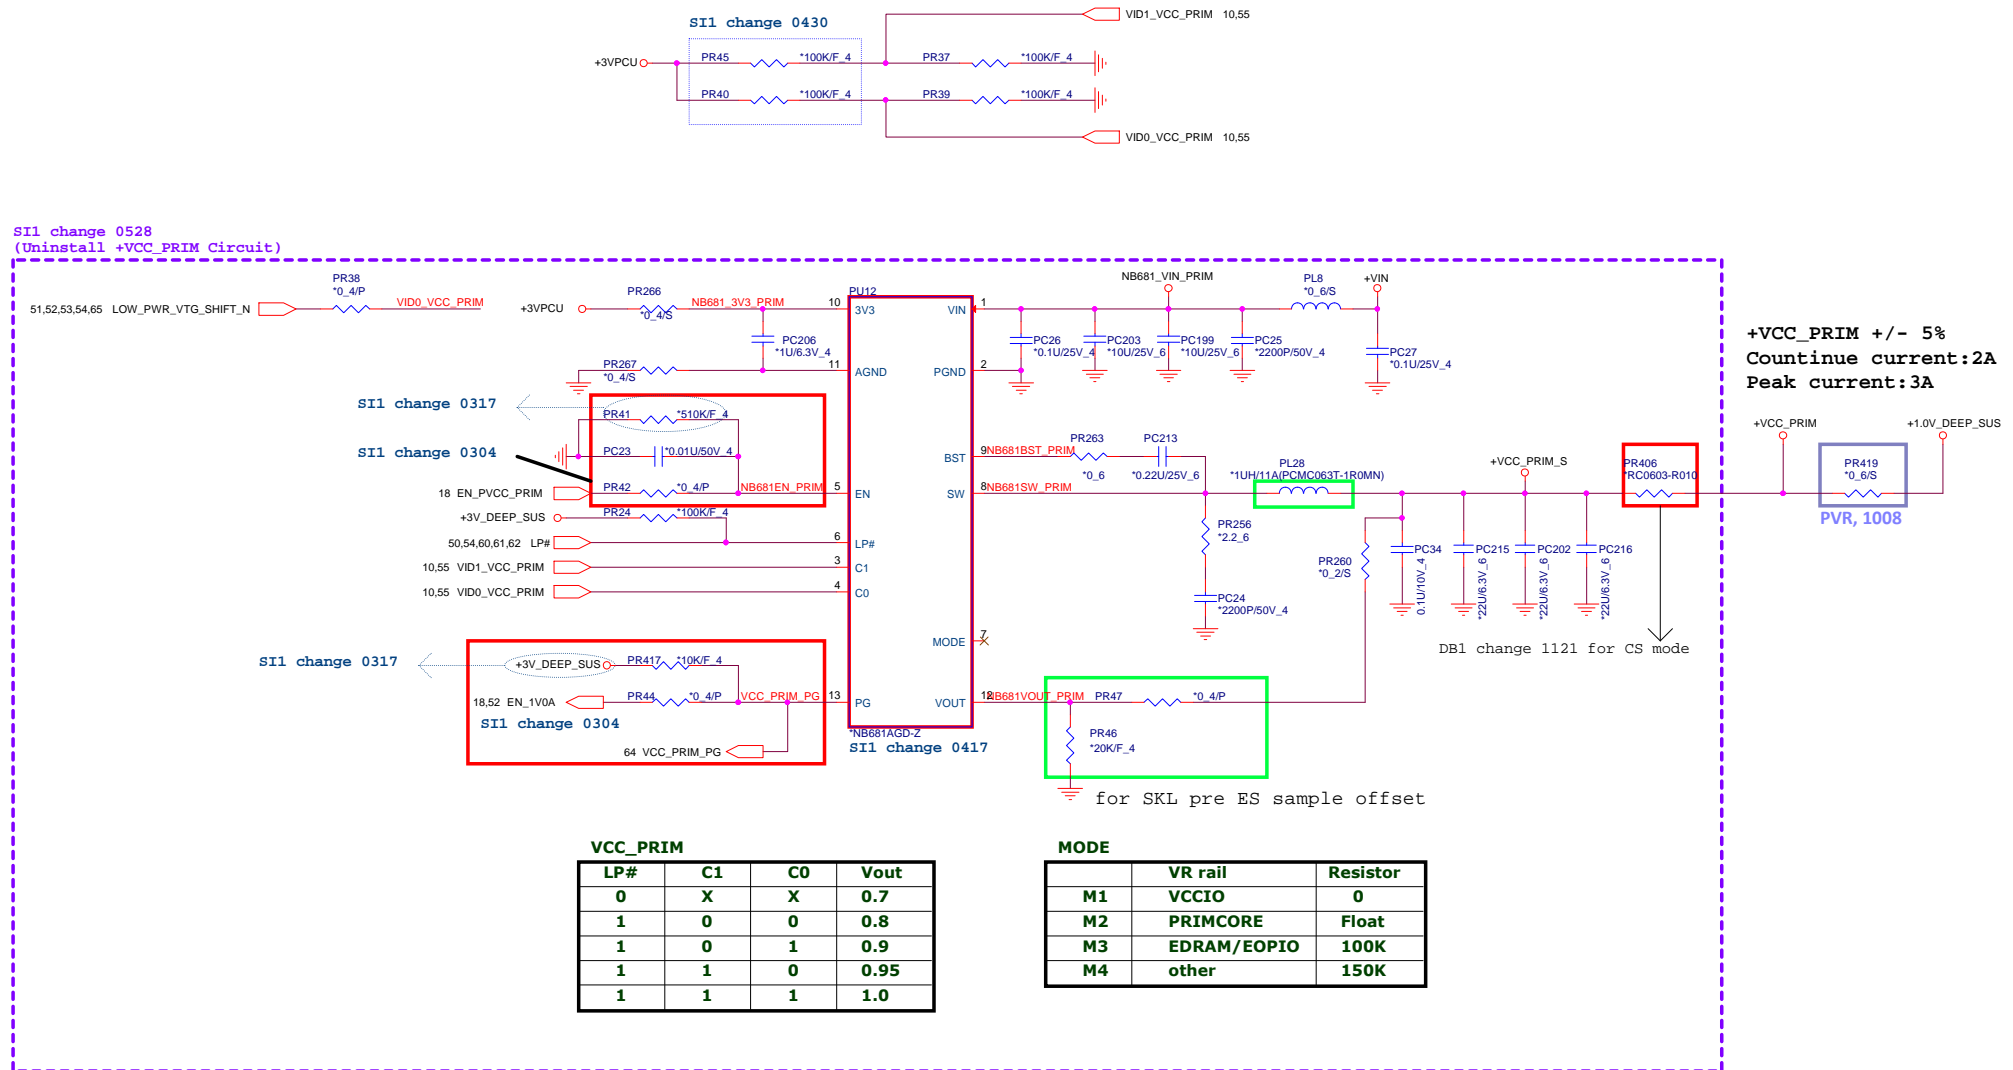 SI1 change 0430
VID1_VCC_PRIM 10,55
+3VPCU
PR45 *100K/F_4 PR37 *100K/F_4
PR40 *100K/F_4 PR39 *100K/F_4
VID0_VCC_PRIM 10,55
SI1 change 0528
(Uninstall +VCC_PRIM Circuit)
PR38
*0_4/P
51,52,53,54,65 LOW_PWR_VTG_SHIFT_N
VID0_VCC_PRIM
+3VPCU
PR266
*0_4/S
NB681_3V3_PRIM
PC206
*1U/6.3V_4
PR267
*0_4/S
SI1 change 0317
PR41 *510K/F_4
SI1 change 0304
PC23 *0.01U/50V_4
18 EN_PVCC_PRIM
PR42 *0_4/P
NB681EN_PRIM
+3V_DEEP_SUS
PR24 *100K/F_4
50,54,60,61,62 LP#
10,55 VID1_VCC_PRIM
10,55 VID0_VCC_PRIM
SI1 change 0317
+3V_DEEP_SUS
PR417 *10K/F_4
18,52 EN_1V0A
PR44 *0_4/P
VCC_PRIM_PG
SI1 change 0304
64 VCC_PRIM_PG
PU12
10 3V3
11 AGND
5 EN
6 LP#
3 C1
4 C0
13 PG
VIN 1
PGND 2
BST 9
SW 8
MODE 7
VOUT 12
*NB681AGD-Z
SI1 change 0417
NB681_VIN_PRIM
PL8
*0_6/S
+VIN
PC26
*0.1U/25V_4
PC203
*10U/25V_6
PC199
*10U/25V_6
PC25
*2200P/50V_4
PC27
*0.1U/25V_4
NB681BST_PRIM
PR263
*0_6
PC213
*0.22U/25V_6
NB681SW_PRIM
PL28
*1UH/11A(PCMC063T-1R0MN)
PR256
*2.2_6
PC24
*2200P/50V_4
PR260
*0_2/S
PC34
0.1U/10V_4
PC215
*22U/6.3V_6
PC202
*22U/6.3V_6
PC216
*22U/6.3V_6
+VCC_PRIM_S
PR406
*RC0603-R010
DB1 change 1121 for CS mode
NB681VOUT_PRIM
PR47 *0_4/P
PR46
*20K/F_4
for SKL pre ES sample offset
+VCC_PRIM +/- 5%
Countinue current:2A
Peak current:3A
+VCC_PRIM
+1.0V_DEEP_SUS
PR419
*0_6/S
PVR, 1008
VCC_PRIM
LP# C1 C0 Vout
0 X X 0.7
1 0 0 0.8
1 0 1 0.9
1 1 0 0.95
1 1 1 1.0
MODE
VR rail Resistor
M1 VCCIO 0
M2 PRIMCORE Float
M3 EDRAM/EOPIO 100K
M4 other 150K